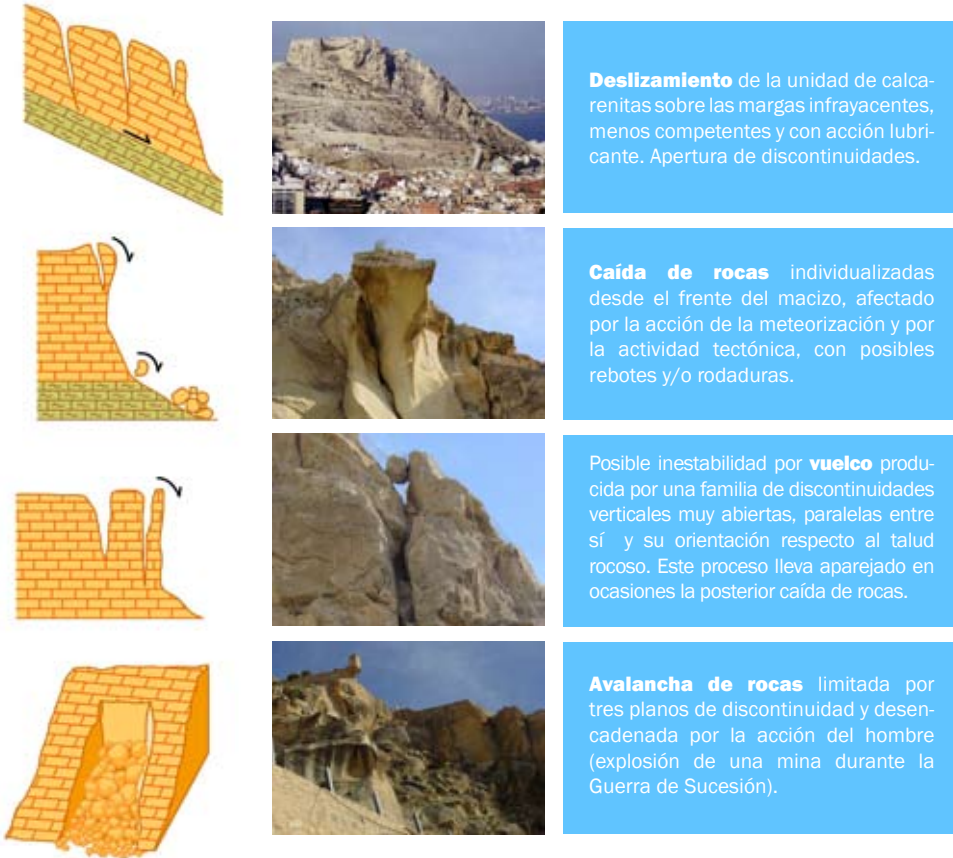 Deslizamiento de la unidad de calca-
renitas sobre las margas infrayacentes,
menos competentes y con acción lubri-
cante. Apertura de discontinuidades.
Caída de rocas individualizadas
desde el frente del macizo, afectado
por la acción de la meteorización y por
la actividad tectónica, con posibles
rebotes y/o rodaduras.
Posible inestabilidad por vuelco produ-
cida por una familia de discontinuidades
verticales muy abiertas, paralelas entre
sí y su orientación respecto al talud
rocoso. Este proceso lleva aparejado en
ocasiones la posterior caída de rocas.
Avalancha de rocas limitada por
tres planos de discontinuidad y desen-
cadenada por la acción del hombre
(explosión de una mina durante la
Guerra de Sucesión).